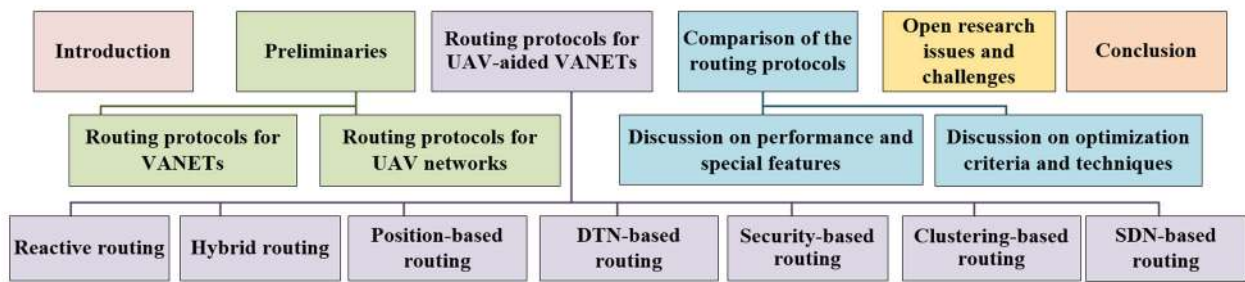 Introduction
Preliminaries
Routing protocols for
UAV-aided VANETs
Comparison of the
routing protocols
Open research
issues and
challenges
Conclusion
Routing protocols for
VANETs
Routing protocols for
UAV networks
Discussion on performance and
special features
Discussion on optimization
criteria and techniques
Reactive routing
Hybrid routing
Position-based
routing
DTN-based
routing
Security-based
routing
Clustering-based
routing
SDN-based
routing